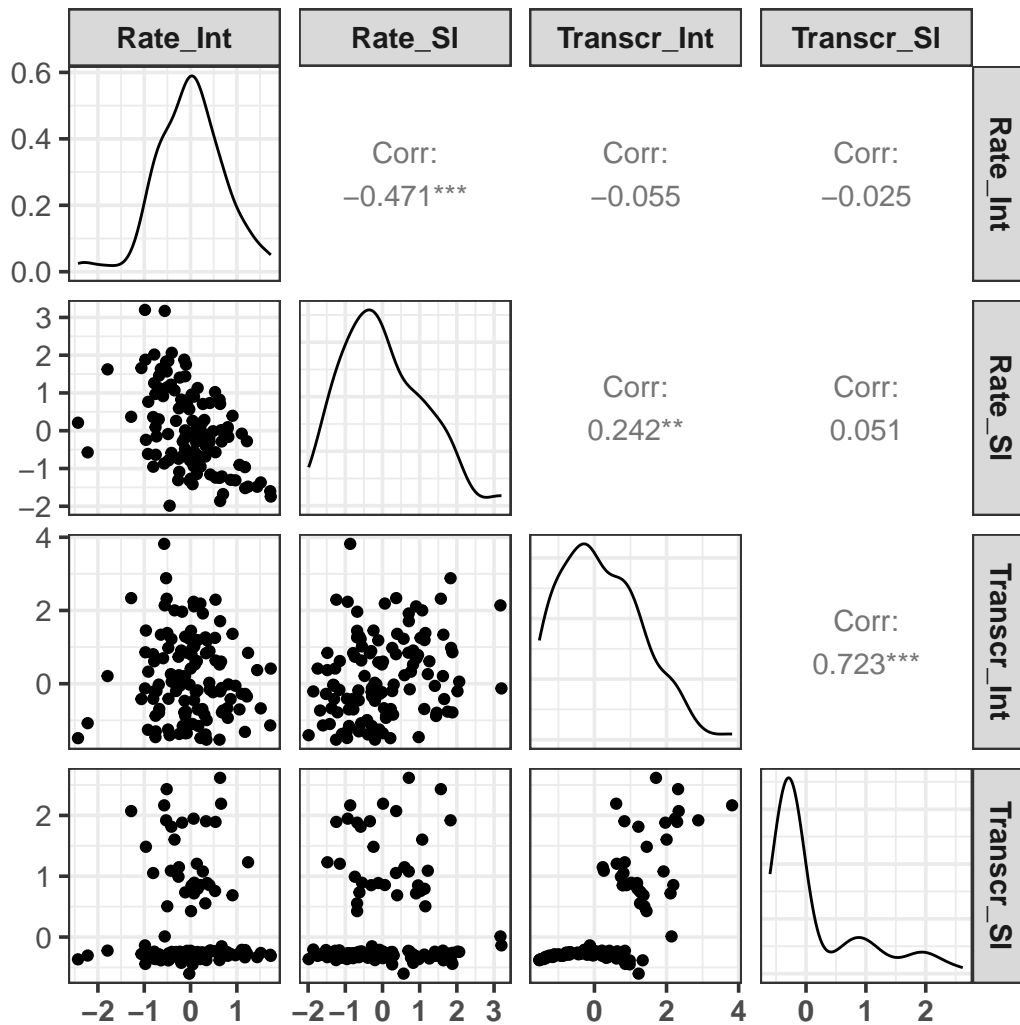 Rate_Int Rate_SI Transcr_Int Transcr_SI
0.6
0.4
0.2
0.0
Corr:
−0.471***
Corr:
−0.055
Corr:
−0.025
Rate_Int
3
2
1
0
−1
−2
Corr:
0.242**
Corr:
0.051
Rate_SI
4
2
0
Corr:
0.723***
Transcr_Int
2
1
0
Transcr_SI
−2 −1 0 1 −2 −1 0 1 2 3 0 2 4 0 1 2